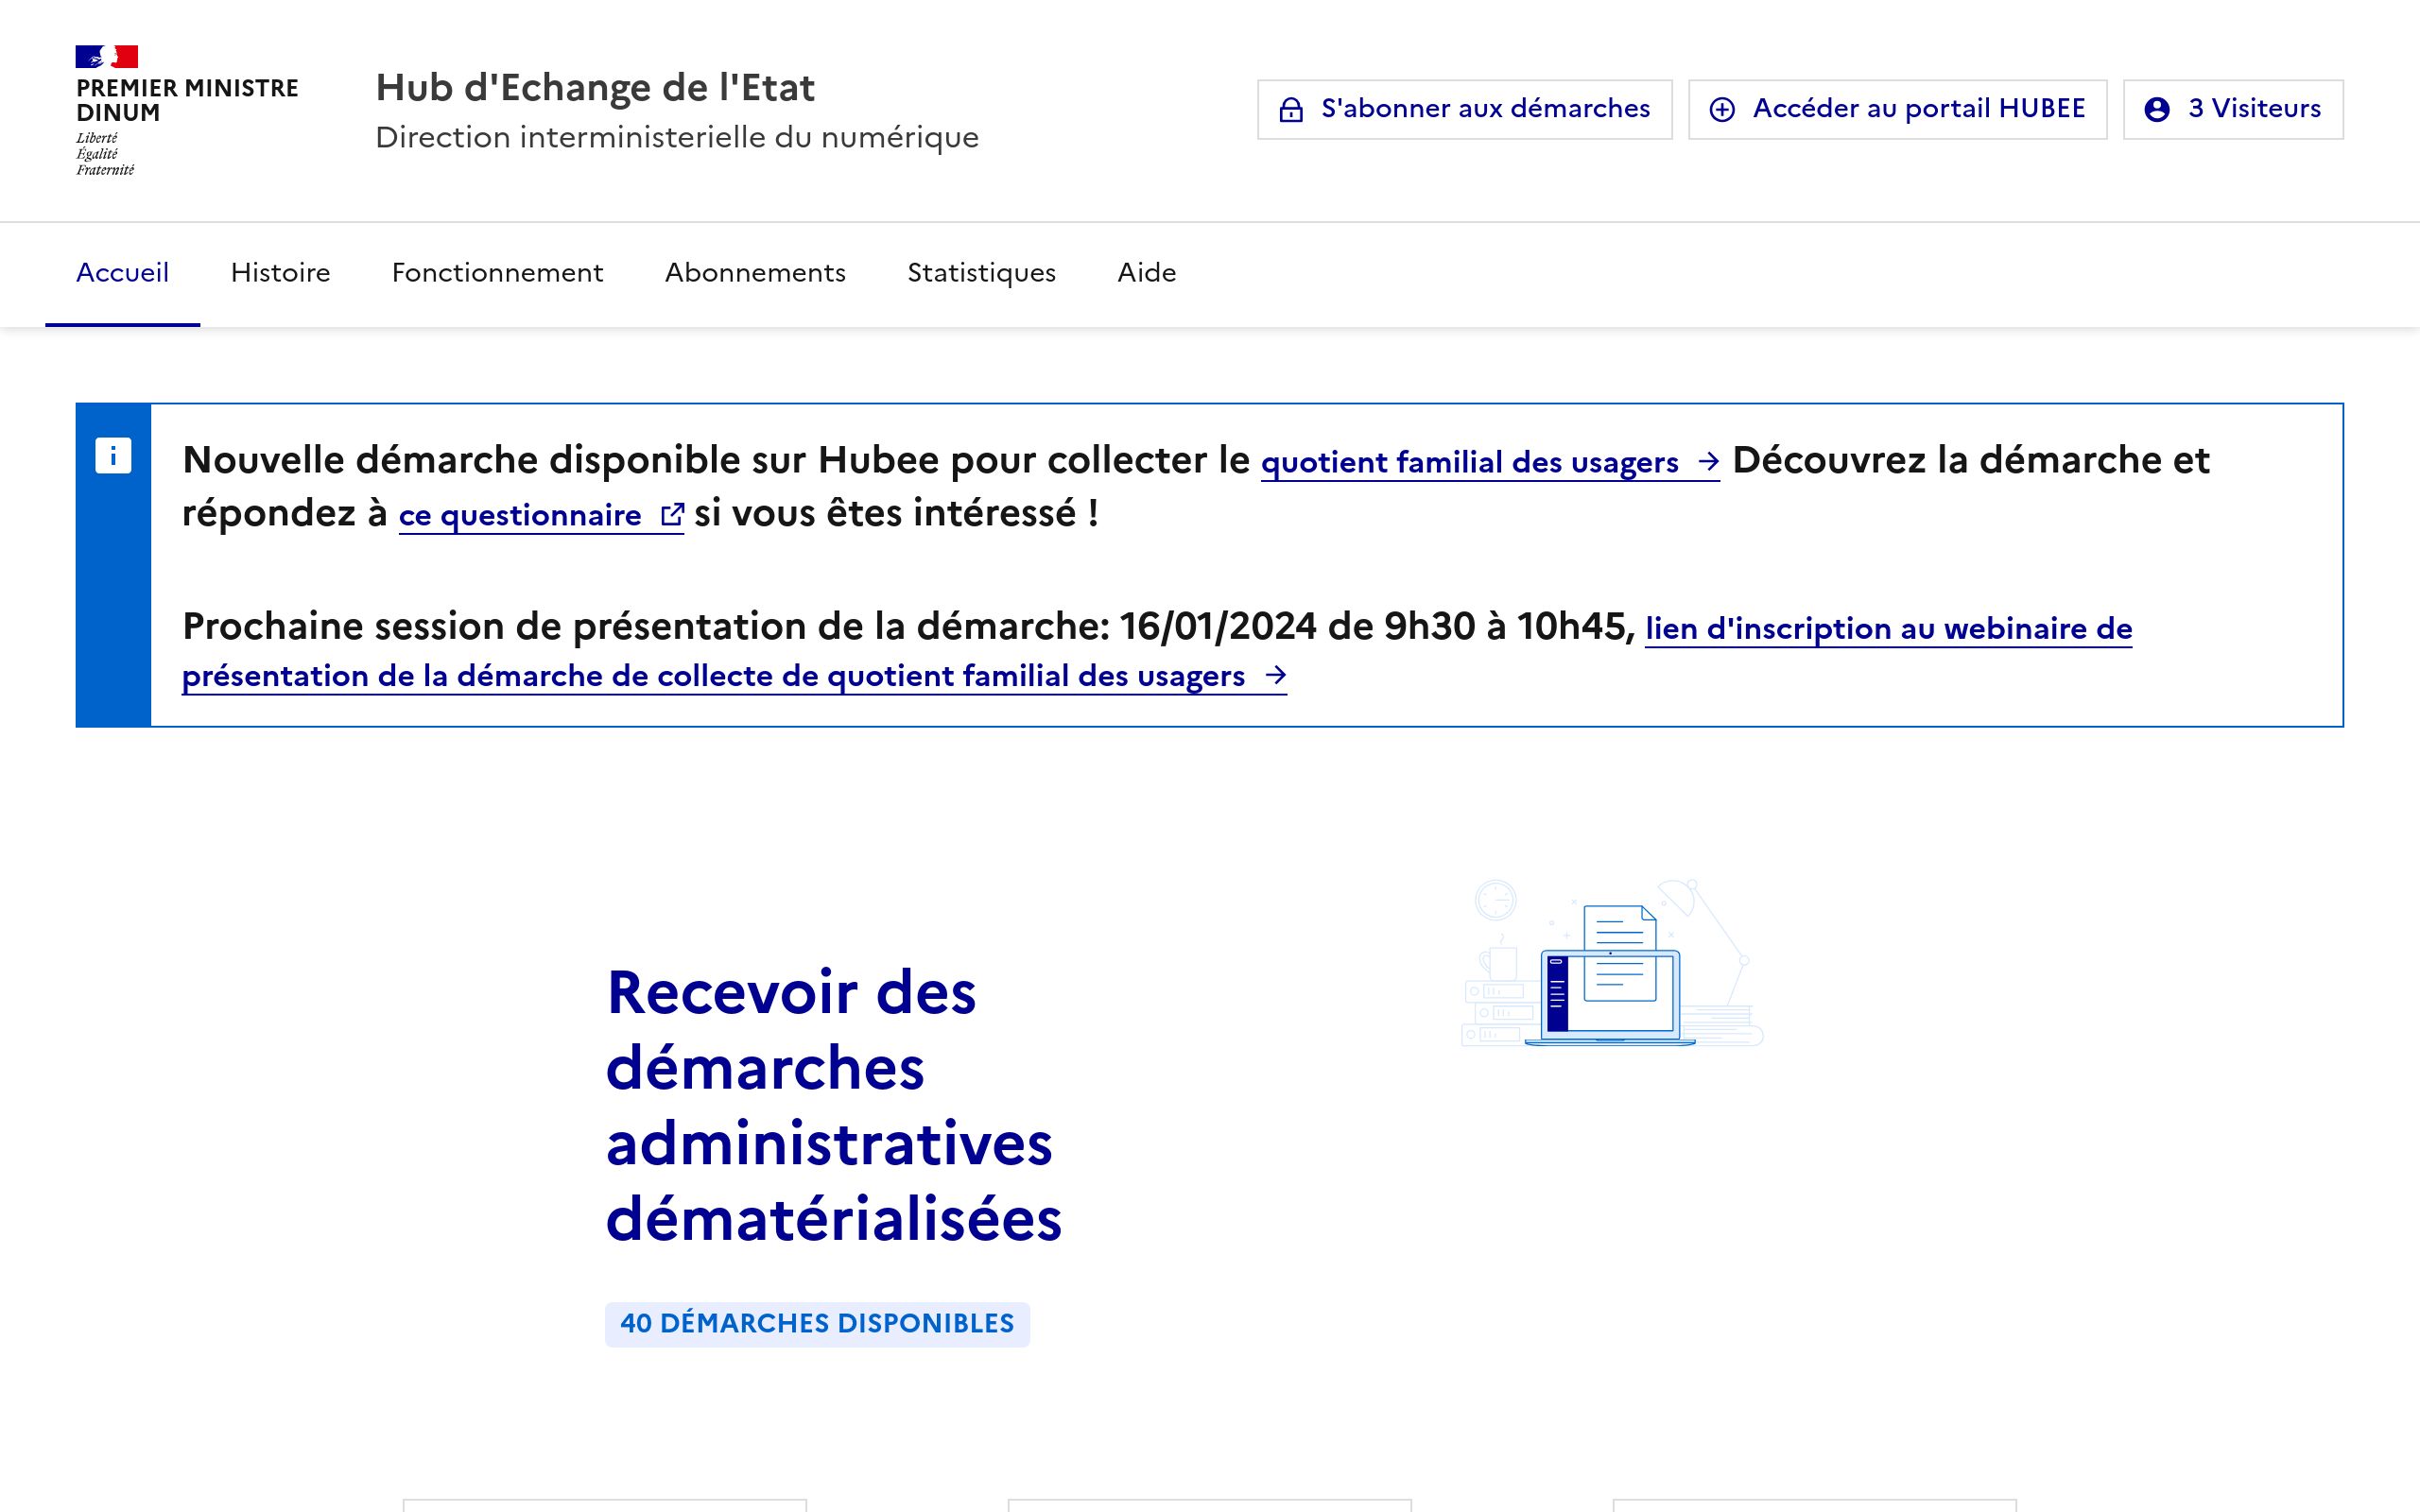 PREMIER MINISTRE
DINUM
Liberté
Égalité
Fraternité
Hub d'Echange de l'Etat
Direction interministerielle du numérique
S'abonner aux démarches
Accéder au portail HUBEE
3 Visiteurs
Accueil
Histoire
Fonctionnement
Abonnements
Statistiques
Aide
Nouvelle démarche disponible sur Hubee pour collecter le quotient familial des usagers → Découvrez la démarche et
répondez à ce questionnaire si vous êtes intéressé !
Prochaine session de présentation de la démarche: 16/01/2024 de 9h30 à 10h45, lien d'inscription au webinaire de
présentation de la démarche de collecte de quotient familial des usagers →
Recevoir des
démarches
administratives
dématérialisées
40 DÉMARCHES DISPONIBLES